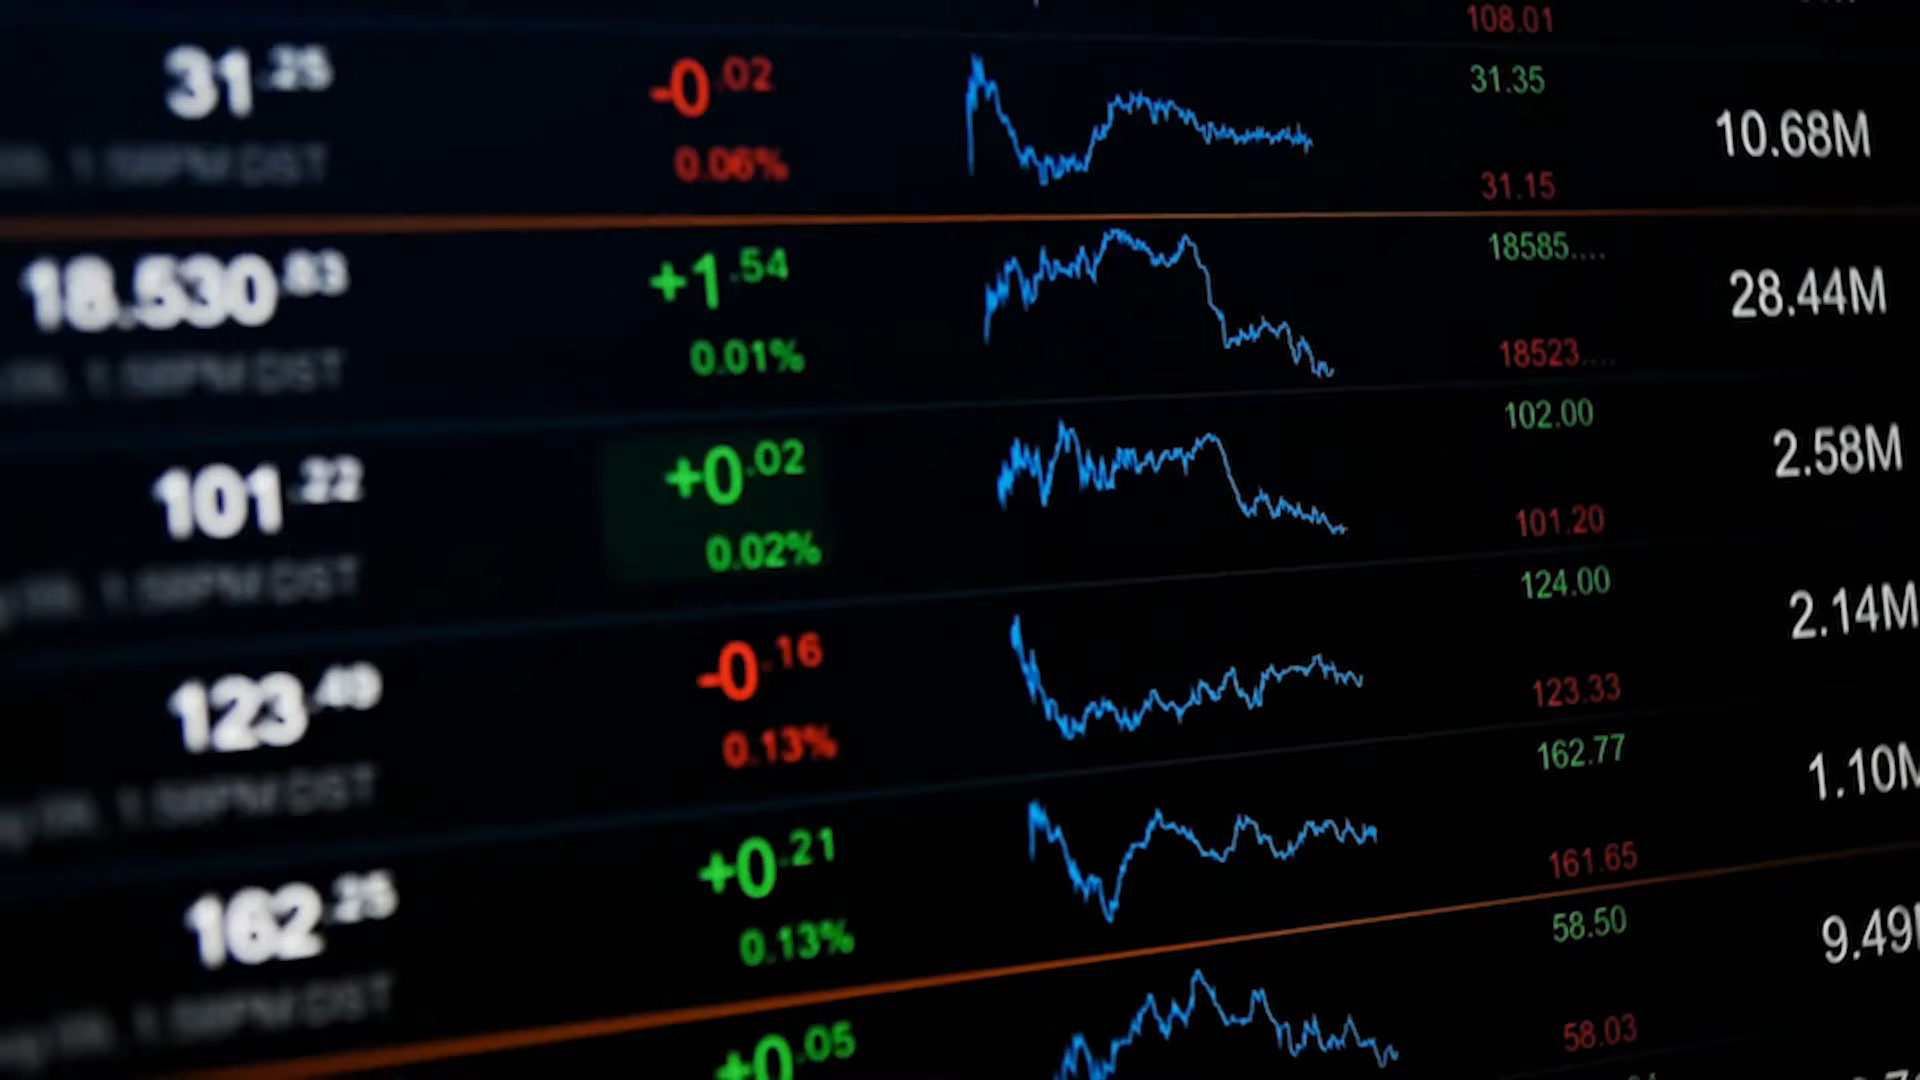 108.01
31.25 -0.02 31.35
10.68M
0.06% 31.15
18.530.83 +1.54 18585....
28.44M
0.01% 18523....
101.22 +0.02 102.00
2.58M
0.02% 101.20
123.49 -0.16 124.00
2.14M
0.13% 123.33
162.25 +0.21 162.77
1.10M
0.13% 161.65
+0.05 58.50
9.49
58.03